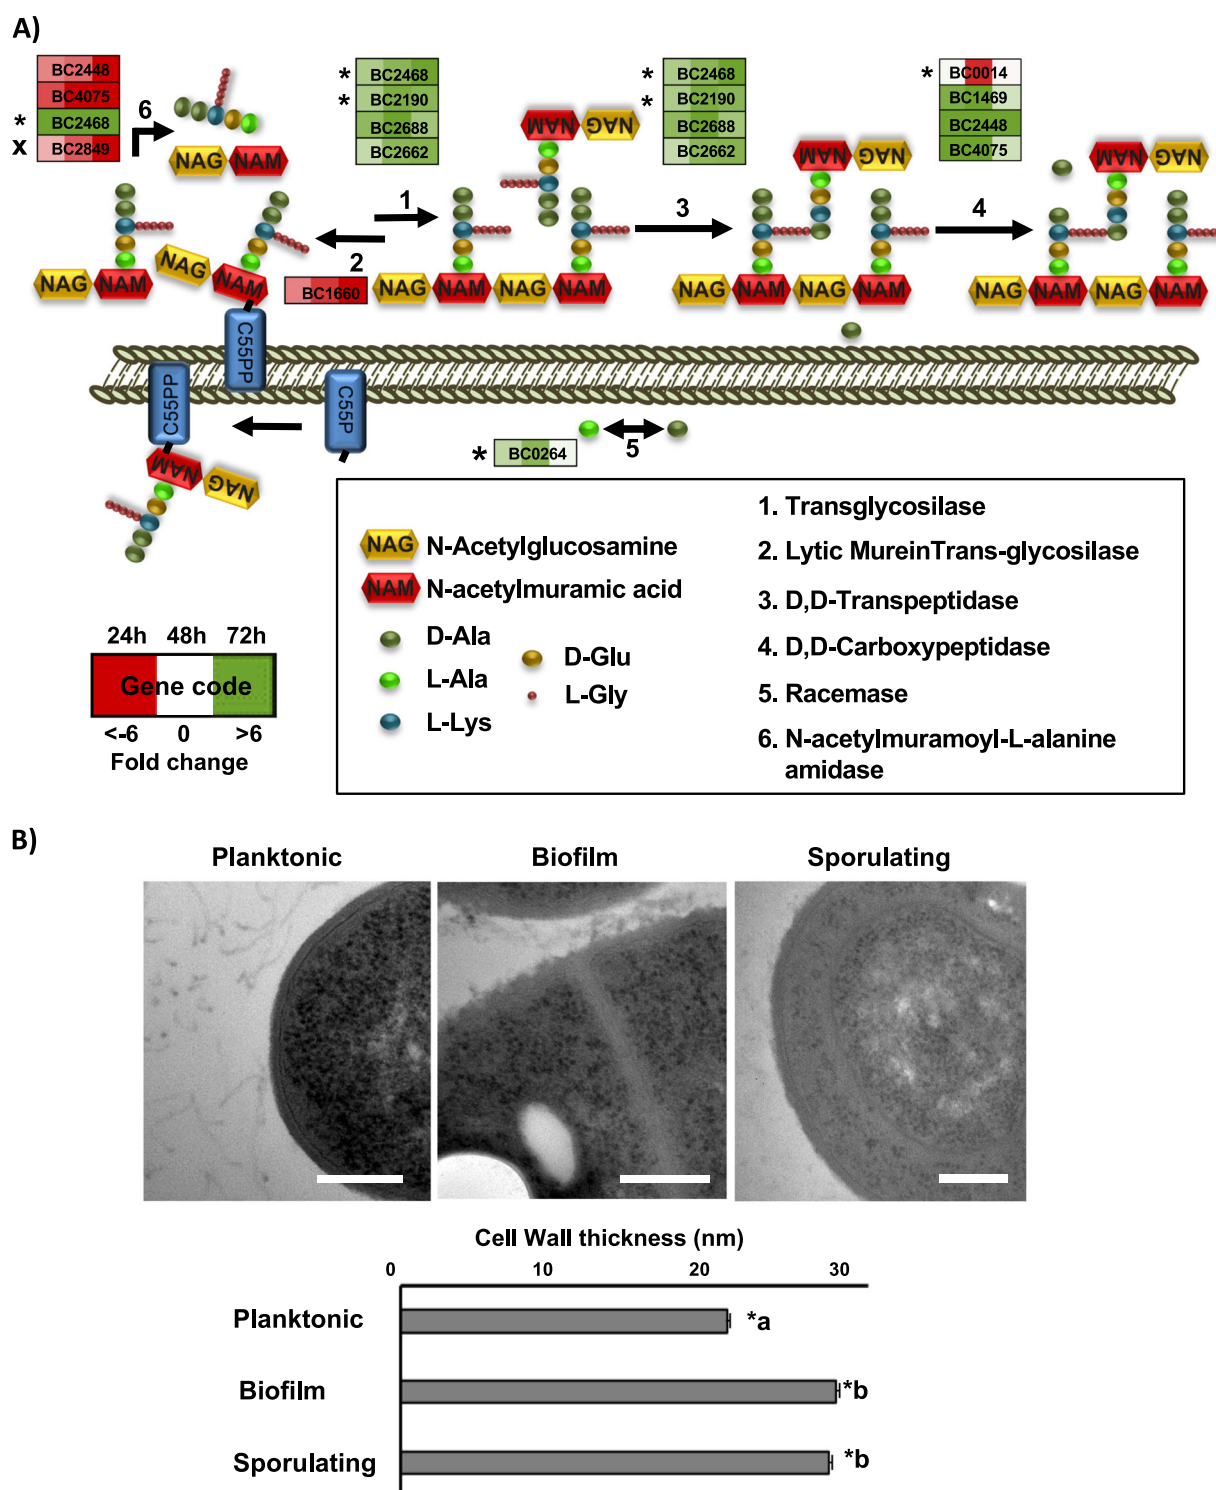 A)
BC2448
BC4075
* BC2468
x BC2849
6
* BC2468
* BC2190
BC2688
BC2662
* BC2468
* BC2190
BC2688
BC2662
* BC0014
BC1469
BC2448
BC4075
NAG NAM
NAM NAG
NAM NAG
NAM NAG
1
2
3
4
BC1660
NAG NAM
NAG NAM
NAG NAM NAG NAM
NAG NAM NAG NAM
NAG NAM NAG NAM
C55PP
C55PP
C55P
NAM NAG
* BC0264
5
NAG N-Acetylglucosamine
NAM N-acetylmuramic acid
D-Ala
L-Ala
L-Lys
D-Glu
L-Gly
1. Transglycosilase
2. Lytic MureinTrans-glycosilase
3. D,D-Transpeptidase
4. D,D-Carboxypeptidase
5. Racemase
6. N-acetylmuramoyl-L-alanine
amidase
24h 48h 72h
Gene code
<-6 0 >6
Fold change
B)
Planktonic Biofilm Sporulating
Cell Wall thickness (nm)
0 10 20 30
Planktonic *a
Biofilm *b
Sporulating *b